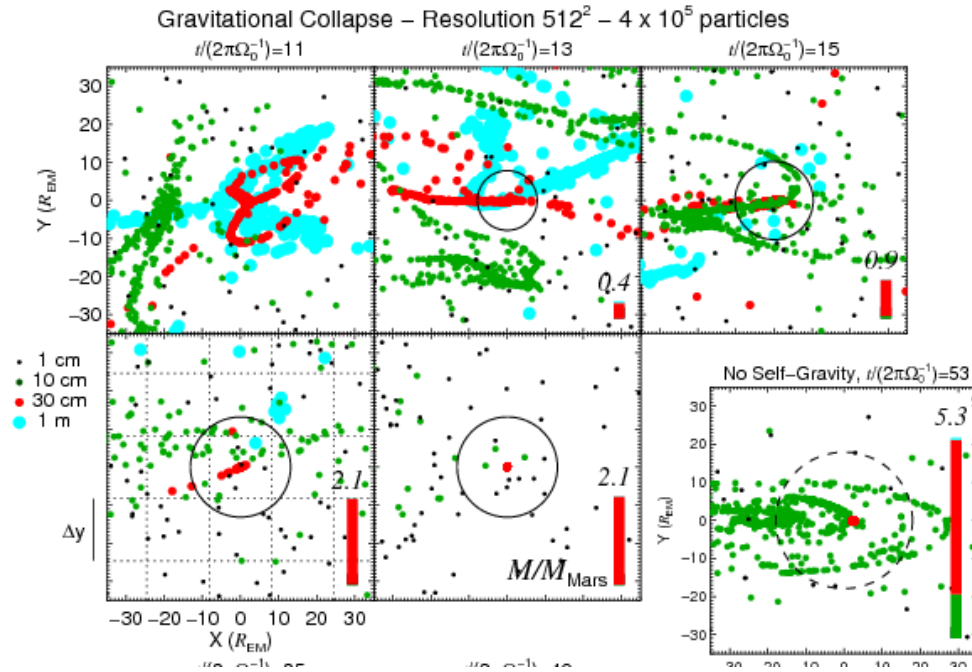 Gravitational Collapse – Resolution 512² – 4 x 10⁵ particles
t/(2πΩ₀⁻¹)=11 t/(2πΩ₀⁻¹)=13 t/(2πΩ₀⁻¹)=15
30
20
10
0
−10
−20
−30
Y (R_EM)
0.4
0.9
1 cm
10 cm
30 cm
1 m
Δy
2.1
2.1
M/M_Mars
−30 −20 −10 0 10 20 30
X (R_EM)
No Self−Gravity, t/(2πΩ₀⁻¹)=53
5.3
30
20
10
0
−10
−20
−30
Y (R_EM)